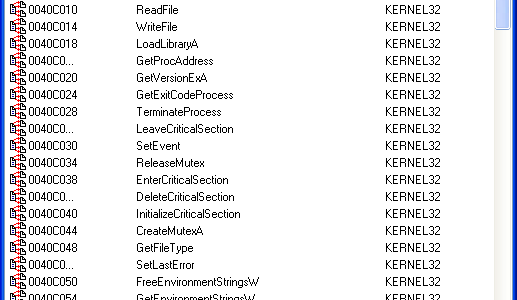 0040C010 ReadFile KERNEL32
0040C014 WriteFile KERNEL32
0040C018 LoadLibraryA KERNEL32
0040C0... GetProcAddress KERNEL32
0040C020 GetVersionExA KERNEL32
0040C024 GetExitCodeProcess KERNEL32
0040C028 TerminateProcess KERNEL32
0040C0... LeaveCriticalSection KERNEL32
0040C030 SetEvent KERNEL32
0040C034 ReleaseMutex KERNEL32
0040C038 EnterCriticalSection KERNEL32
0040C0... DeleteCriticalSection KERNEL32
0040C040 InitializeCriticalSection KERNEL32
0040C044 CreateMutexA KERNEL32
0040C048 GetFileType KERNEL32
0040C0... SetLastError KERNEL32
0040C050 FreeEnvironmentStringsW KERNEL32
0040C054 GetEnvironmentStringsW KERNEL32